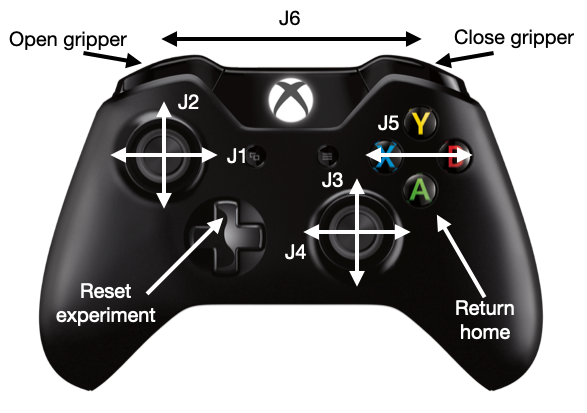 J6
Open gripper
Close gripper
J2
J5
Y
J1
X
B
J3
A
J4
Reset
experiment
Return
home